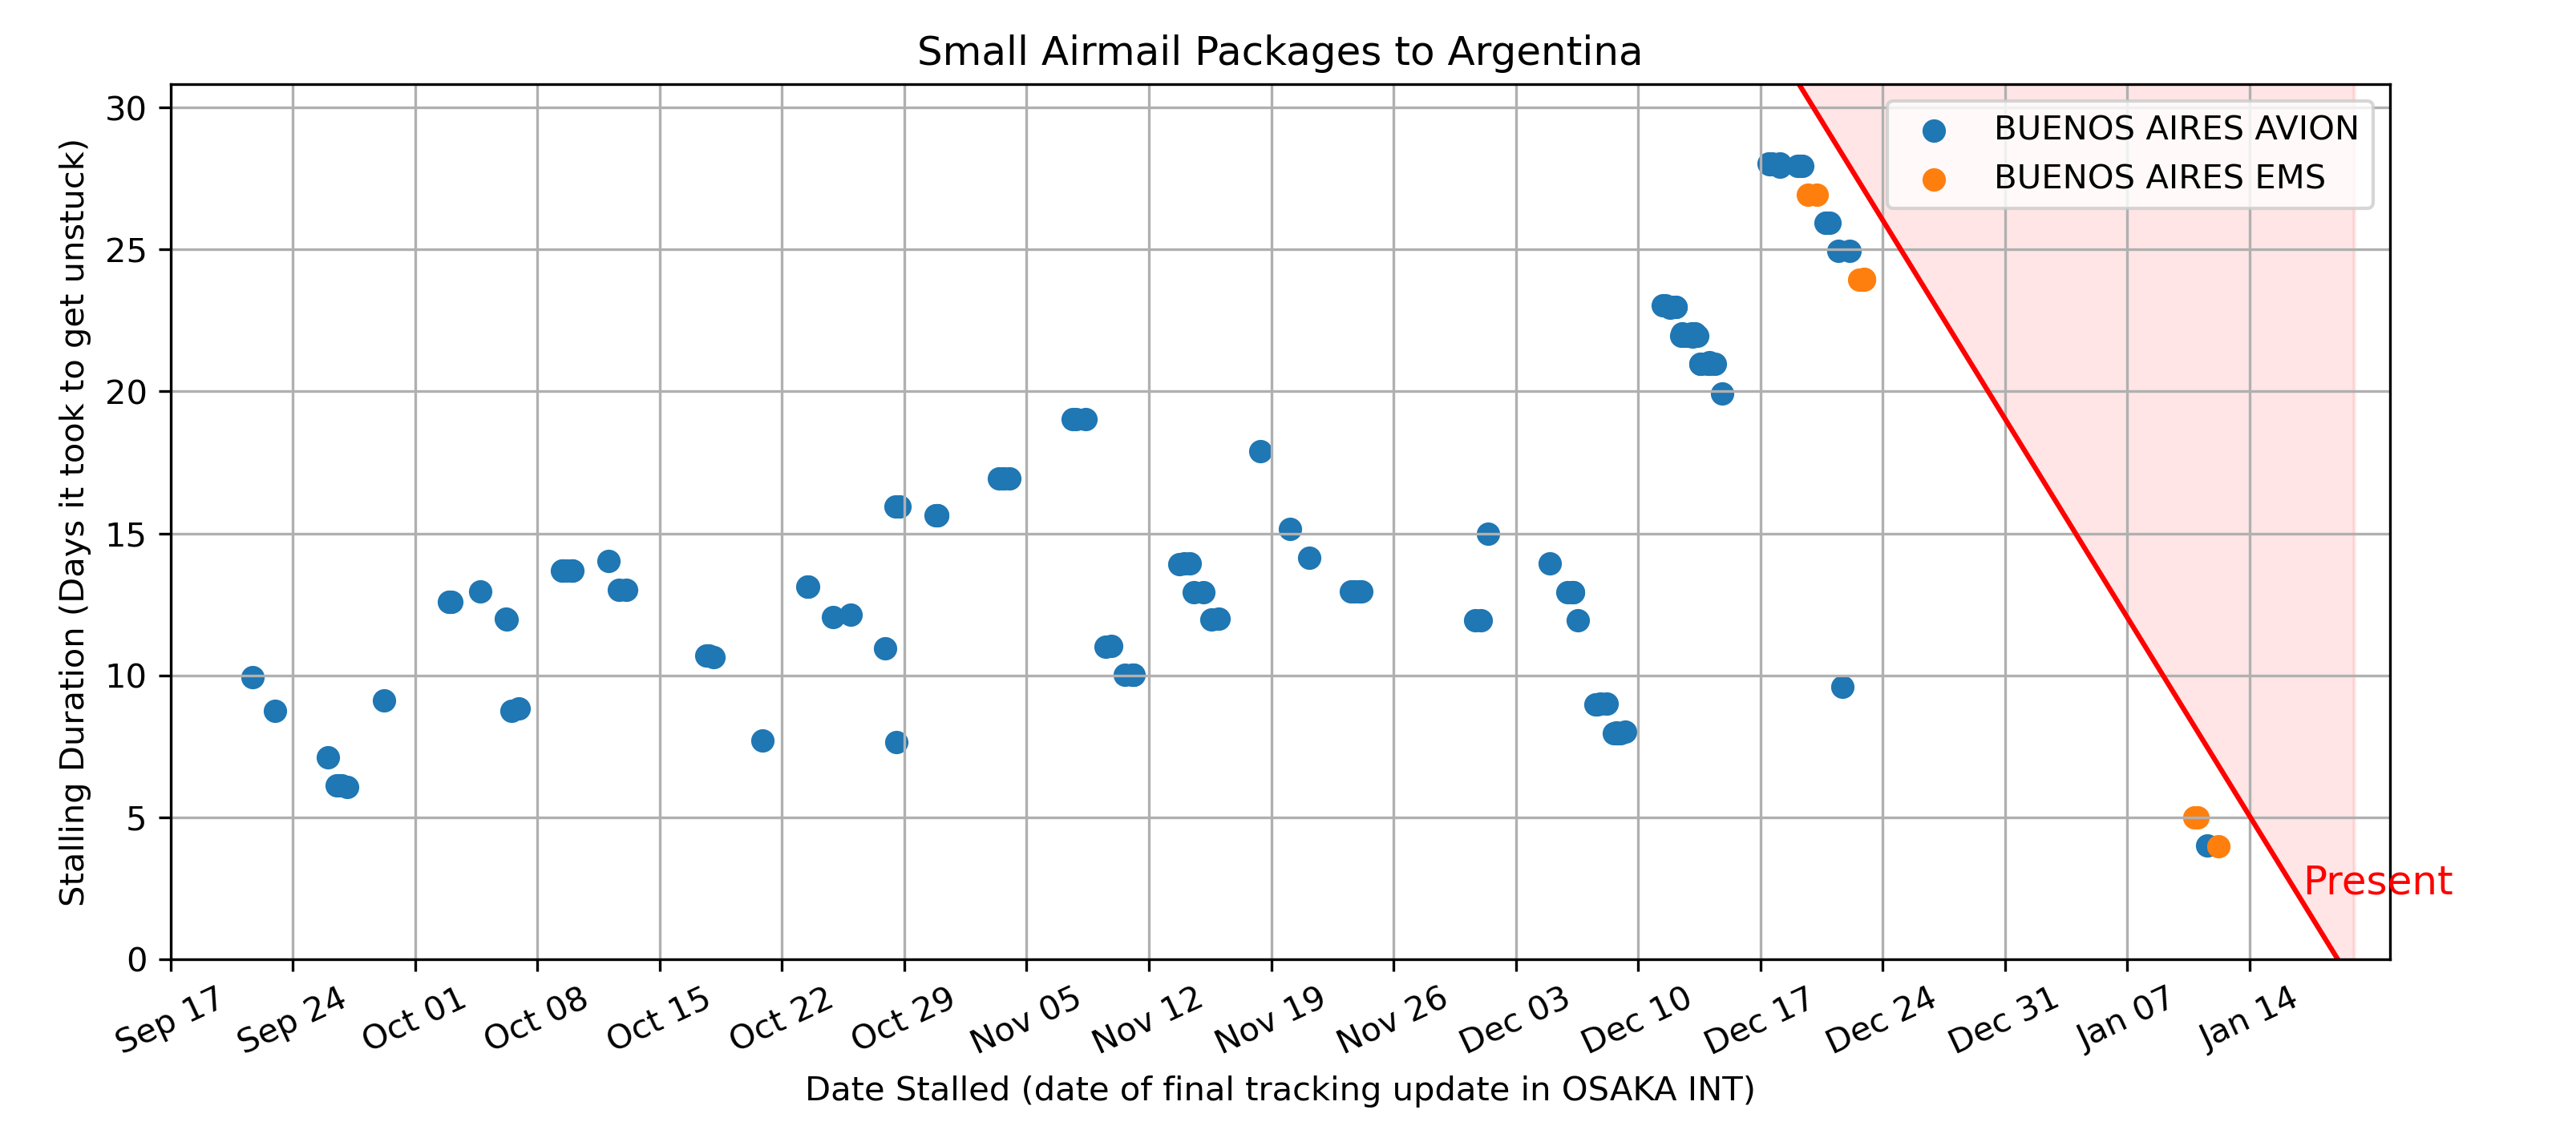 Small Airmail Packages to Argentina
Stalling Duration (Days it took to get unstuck)
30
25
20
15
10
5
0
BUENOS AIRES AVION
BUENOS AIRES EMS
Present
Sep 17
Sep 24
Oct 01
Oct 08
Oct 15
Oct 22
Oct 29
Nov 05
Nov 12
Nov 19
Nov 26
Dec 03
Dec 10
Dec 17
Dec 24
Dec 31
Jan 07
Jan 14
Date Stalled (date of final tracking update in OSAKA INT)